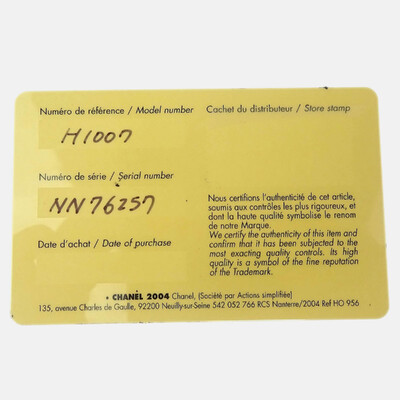 Numéro de référence / Model number
H1007
Cachet du distributeur / Store stamp
Numéro de série / Serial number
NN76257
Date d'achat / Date of purchase
Nous certifions l'authenticité de cet article,
soumis aux contrôles les plus rigoureux, et
dont la haute qualité symbolise le renom
de notre Marque.
We certify the authenticity of this item and
confirm that it has been subjected to the
most exacting quality controls. Its high
quality is a symbol of the fine reputation
of the Trademark.
• CHANEL 2004 Chanel, (Société par Actions simplifiée)
135, avenue Charles de Gaulle, 92200 Neuilly-sur-Seine 542 052 766 RCS Nanterre/2004 Ref HO 956